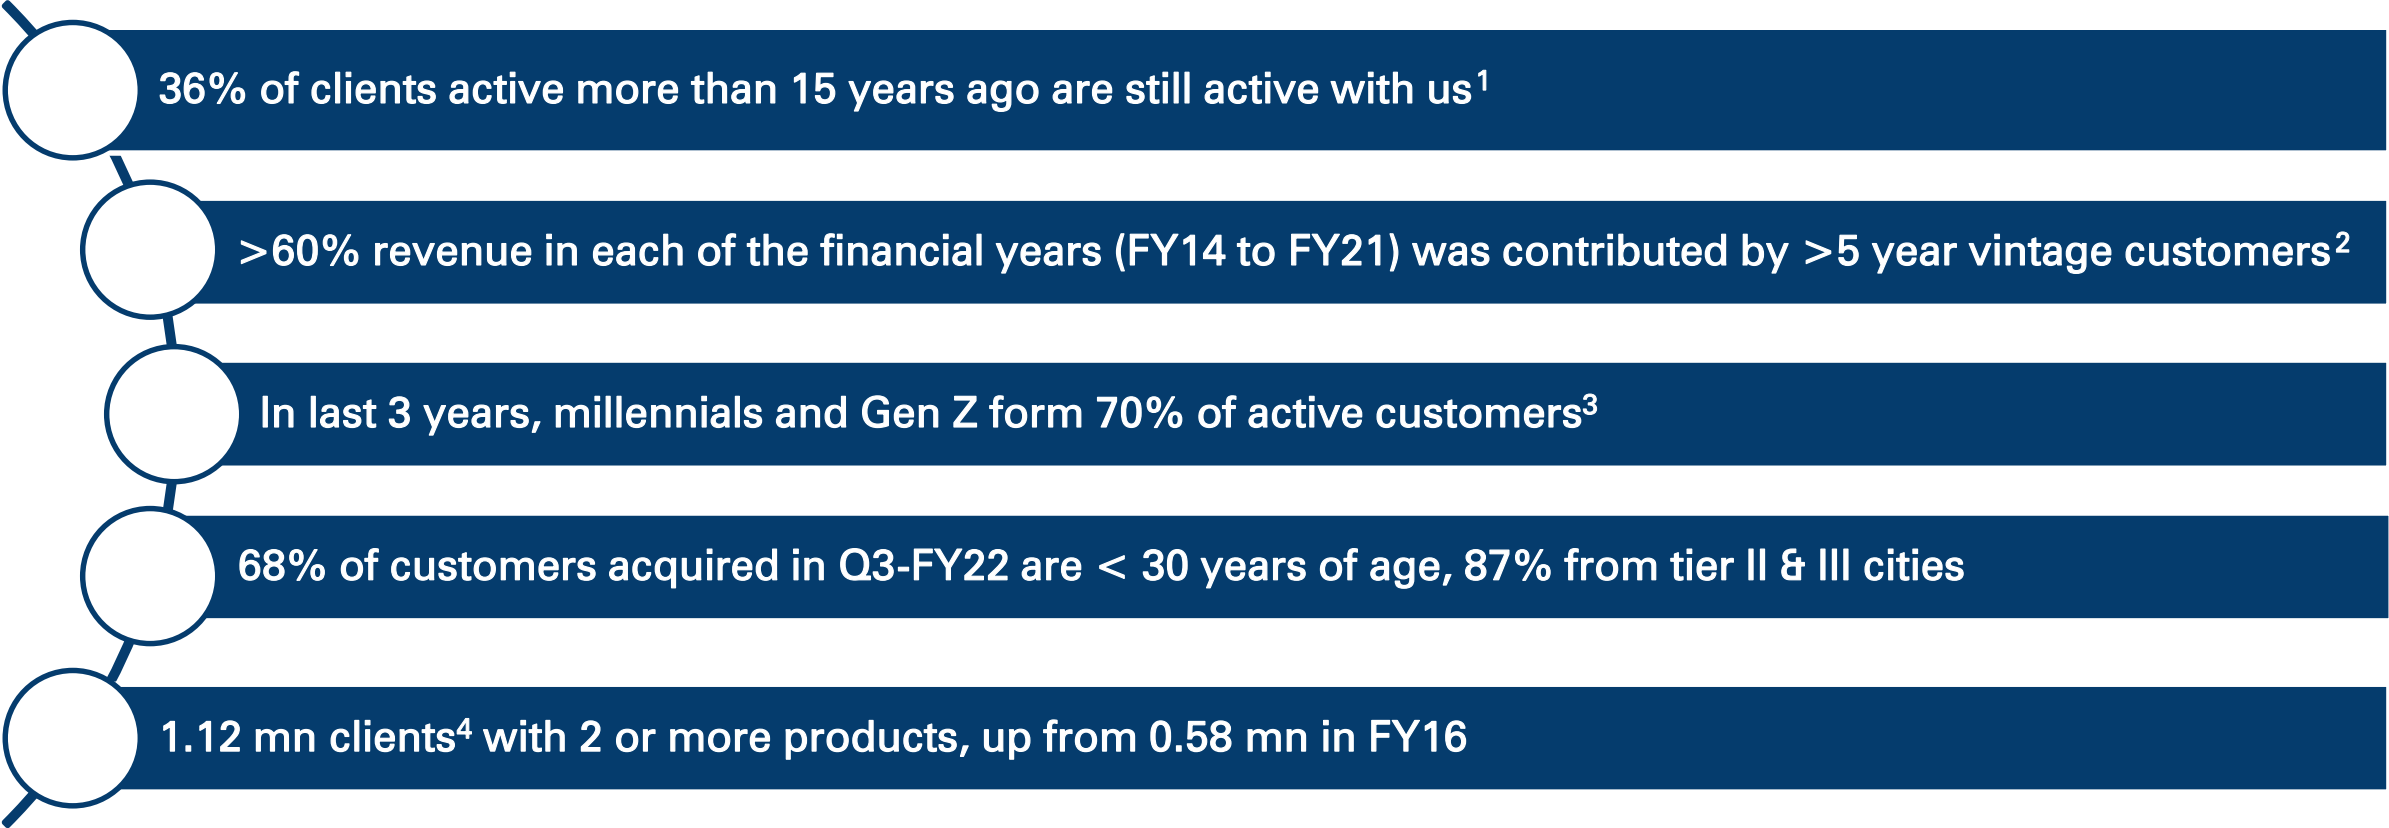 36% of clients active more than 15 years ago are still active with us¹
>60% revenue in each of the financial years (FY14 to FY21) was contributed by >5 year vintage customers²
In last 3 years, millennials and Gen Z form 70% of active customers³
68% of customers acquired in Q3-FY22 are < 30 years of age, 87% from tier II & III cities
1.12 mn clients⁴ with 2 or more products, up from 0.58 mn in FY16